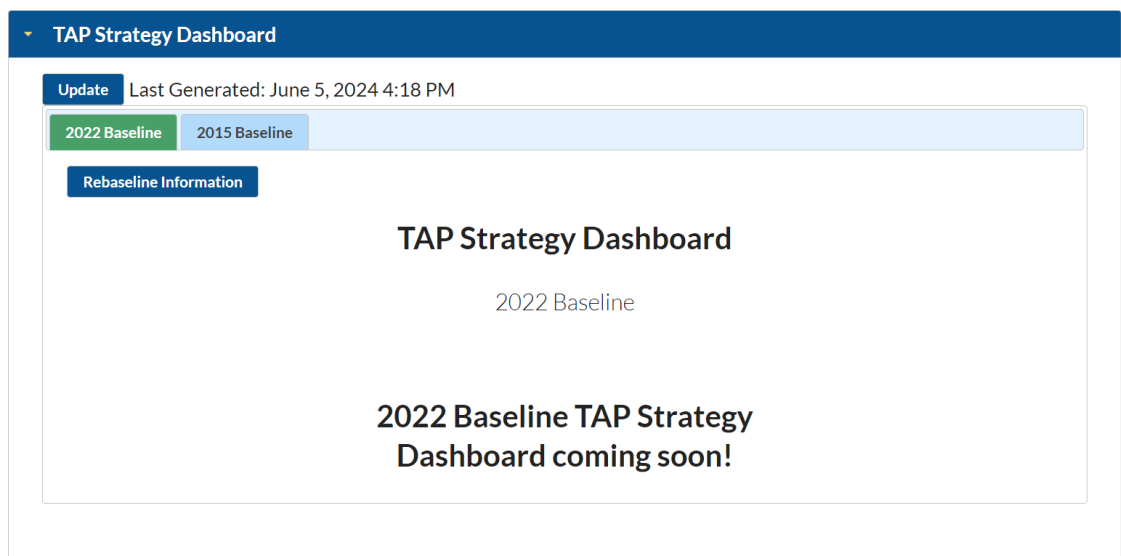 TAP Strategy Dashboard
Update Last Generated: June 5, 2024 4:18 PM
2022 Baseline 2015 Baseline
Rebaseline Information
TAP Strategy Dashboard
2022 Baseline
2022 Baseline TAP Strategy
Dashboard coming soon!